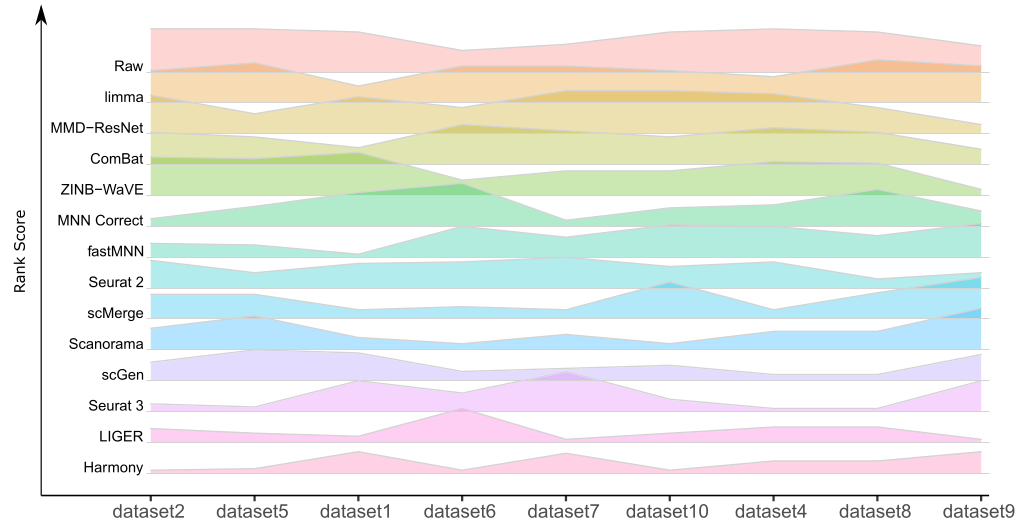 Raw
limma
MMD−ResNet
ComBat
ZINB−WaVE
MNN Correct
fastMNN
Seurat 2
scMerge
Scanorama
scGen
Seurat 3
LIGER
Harmony
Rank Score
dataset2 dataset5 dataset1 dataset6 dataset7 dataset10 dataset4 dataset8 dataset9